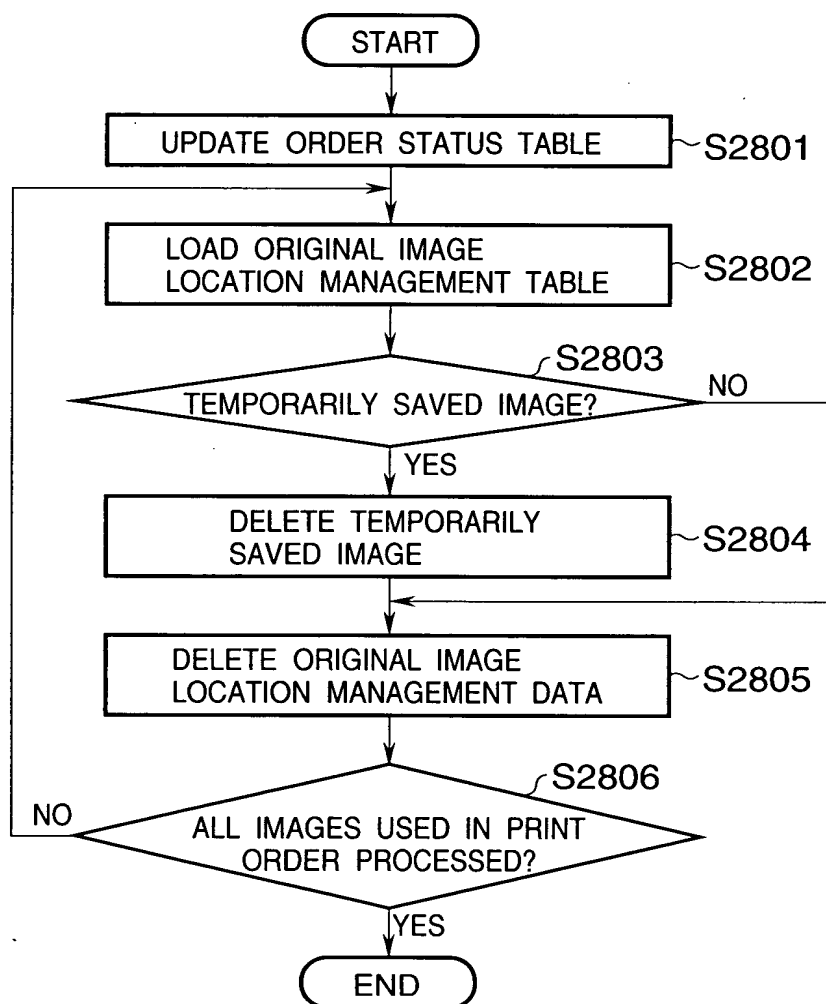 START
UPDATE ORDER STATUS TABLE
S2801
LOAD ORIGINAL IMAGE
LOCATION MANAGEMENT TABLE
S2802
S2803
TEMPORARILY SAVED IMAGE?
NO
YES
DELETE TEMPORARILY
SAVED IMAGE
S2804
DELETE ORIGINAL IMAGE
LOCATION MANAGEMENT DATA
S2805
S2806
NO
ALL IMAGES USED IN PRINT
ORDER PROCESSED?
YES
END